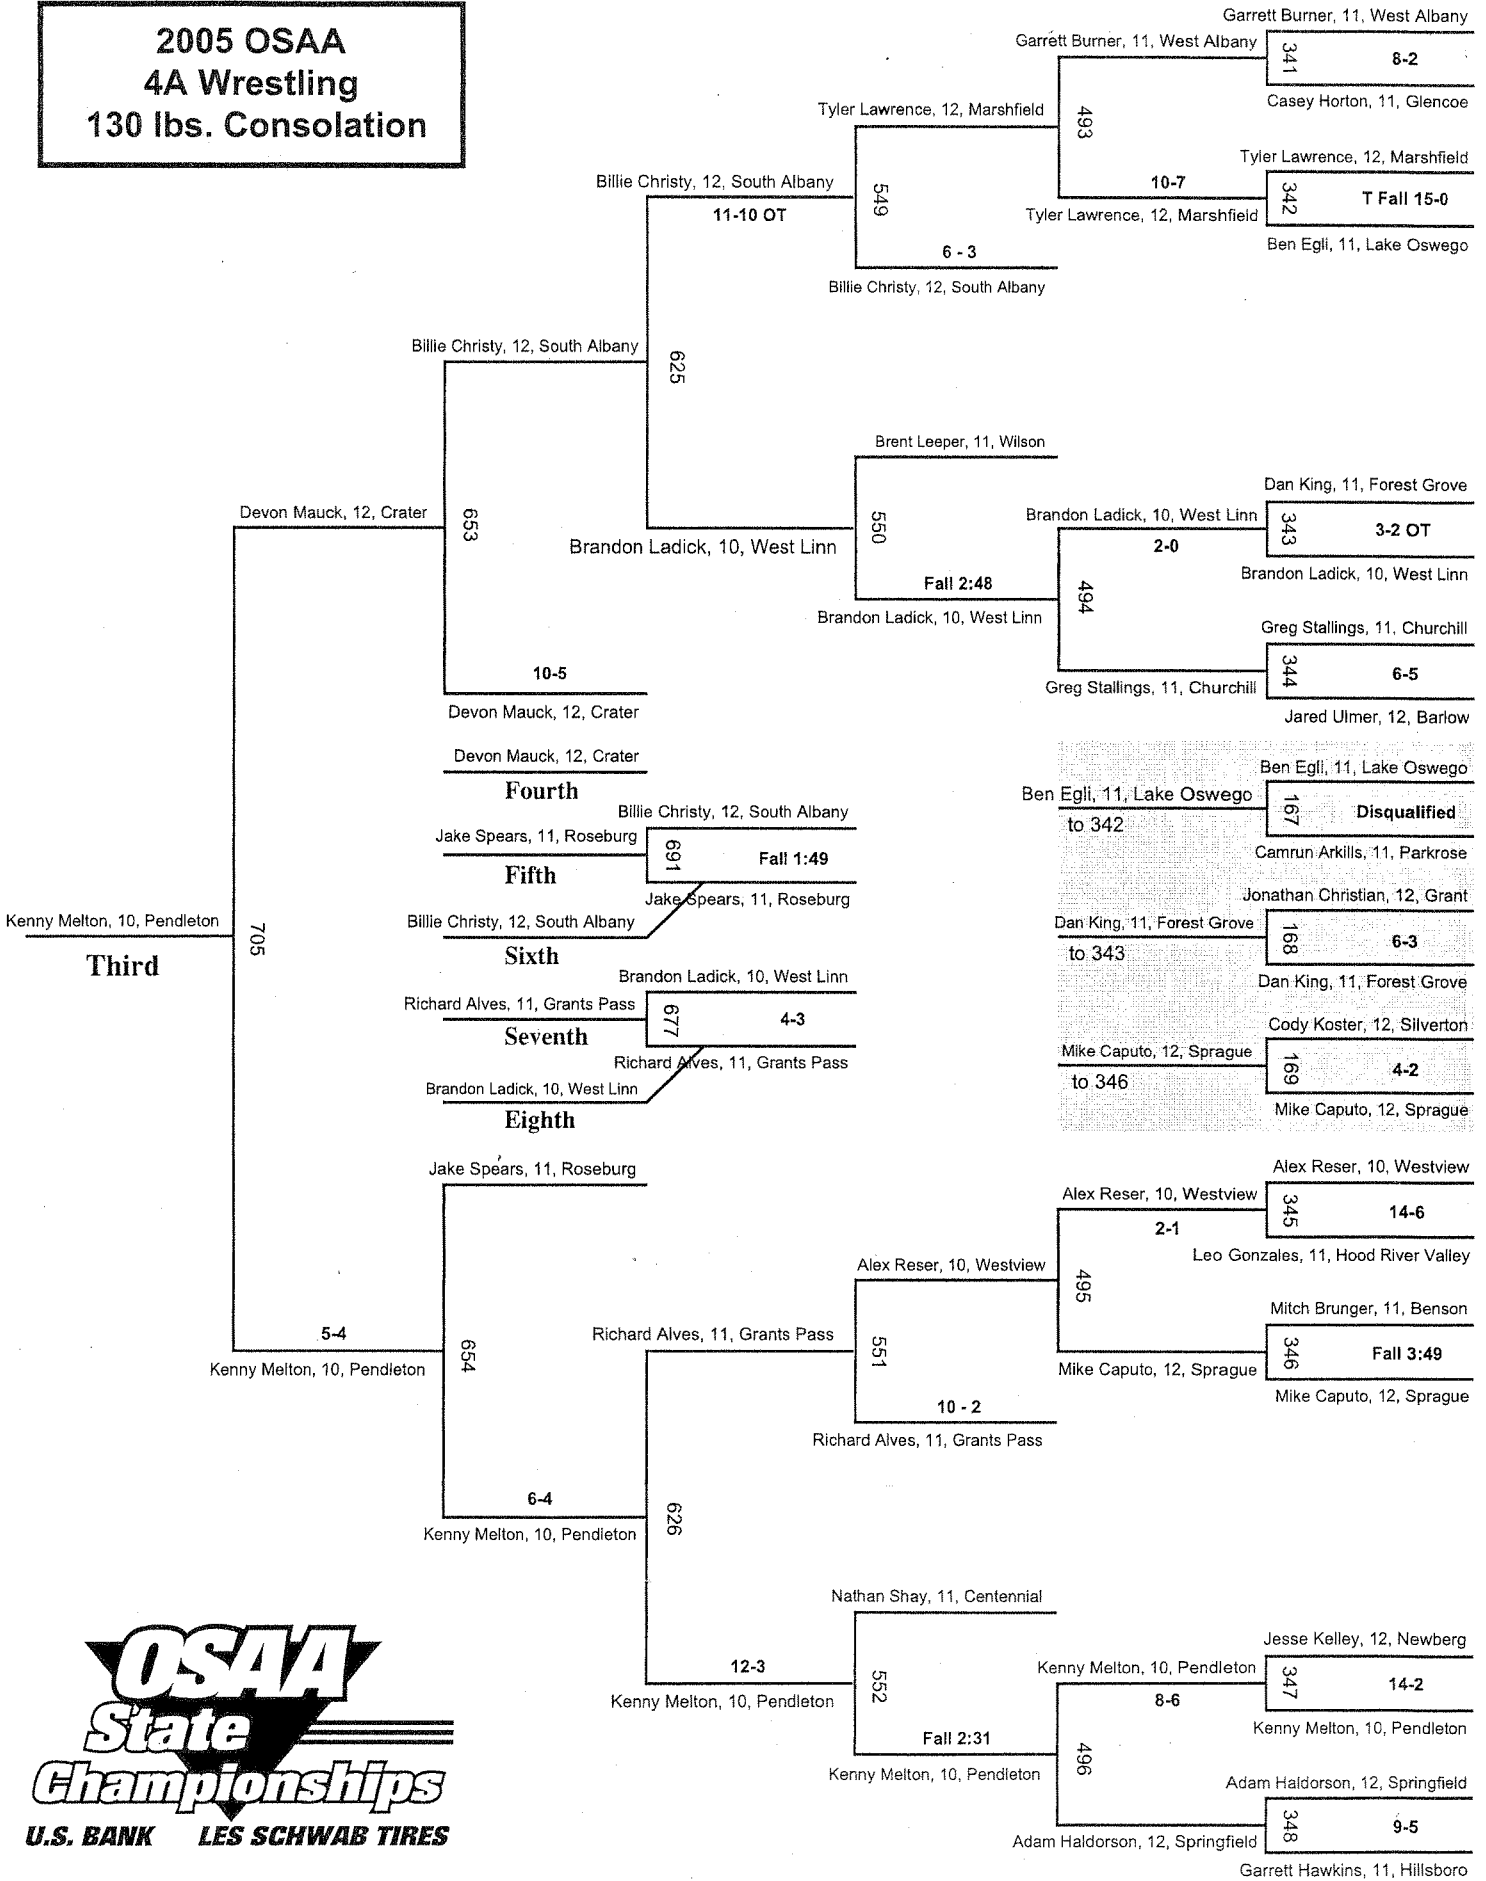 2005 OSAA
4A Wrestling
130 lbs. Consolation
Garrett Burner, 11, West Albany
Garrett Burner, 11, West Albany
341
8-2
Casey Horton, 11, Glencoe
Tyler Lawrence, 12, Marshfield
493
Tyler Lawrence, 12, Marshfield
10-7
342
T Fall 15-0
Tyler Lawrence, 12, Marshfield
Ben Egli, 11, Lake Oswego
Billie Christy, 12, South Albany
11-10 OT
549
6 - 3
Billie Christy, 12, South Albany
Billie Christy, 12, South Albany
625
Brent Leeper, 11, Wilson
Dan King, 11, Forest Grove
Brandon Ladick, 10, West Linn
343
3-2 OT
2-0
Brandon Ladick, 10, West Linn
550
Brandon Ladick, 10, West Linn
Fall 2:48
494
Brandon Ladick, 10, West Linn
Greg Stallings, 11, Churchill
344
6-5
Greg Stallings, 11, Churchill
Jared Ulmer, 12, Barlow
Devon Mauck, 12, Crater
653
10-5
Devon Mauck, 12, Crater
Devon Mauck, 12, Crater
Fourth
Billie Christy, 12, South Albany
Jake Spears, 11, Roseburg
691
Fall 1:49
Fifth
Jake Spears, 11, Roseburg
Billie Christy, 12, South Albany
Sixth
Brandon Ladick, 10, West Linn
Richard Alves, 11, Grants Pass
677
4-3
Seventh
Richard Alves, 11, Grants Pass
Brandon Ladick, 10, West Linn
Eighth
Ben Egli, 11, Lake Oswego
Ben Egli, 11, Lake Oswego
167
Disqualified
to 342
Camrun Arkills, 11, Parkrose
Jonathan Christian, 12, Grant
Dan King, 11, Forest Grove
168
6-3
to 343
Dan King, 11, Forest Grove
Cody Koster, 12, Silverton
Mike Caputo, 12, Sprague
169
4-2
to 346
Mike Caputo, 12, Sprague
Kenny Melton, 10, Pendleton
705
Third
Jake Spears, 11, Roseburg
Alex Reser, 10, Westview
Alex Reser, 10, Westview
345
14-6
2-1
Leo Gonzales, 11, Hood River Valley
Alex Reser, 10, Westview
495
Mitch Brunger, 11, Benson
346
Fall 3:49
Mike Caputo, 12, Sprague
Mike Caputo, 12, Sprague
5-4
Kenny Melton, 10, Pendleton
654
Richard Alves, 11, Grants Pass
551
10 - 2
Richard Alves, 11, Grants Pass
6-4
Kenny Melton, 10, Pendleton
626
Nathan Shay, 11, Centennial
Jesse Kelley, 12, Newberg
Kenny Melton, 10, Pendleton
347
14-2
8-6
Kenny Melton, 10, Pendleton
12-3
Kenny Melton, 10, Pendleton
552
Fall 2:31
Kenny Melton, 10, Pendleton
496
Adam Haldorson, 12, Springfield
348
9-5
Adam Haldorson, 12, Springfield
Garrett Hawkins, 11, Hillsboro
OSAA
State
Championships
U.S. BANK LES SCHWAB TIRES